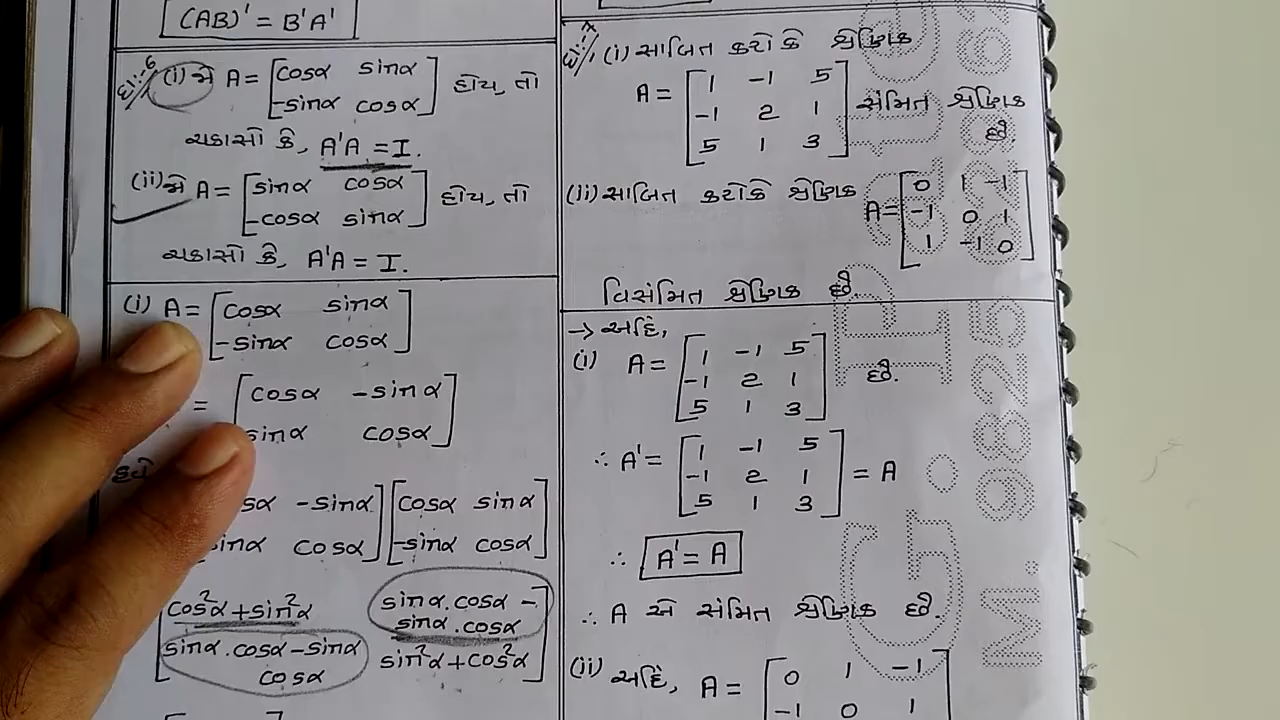 (AB)' = B'A'
દા:-6 (i) જો A = [cosα sinα
-sinα cosα] હોય, તો
ચકાસો કે, A'A = I.
(ii) જો A = [sinα cosα
-cosα sinα] હોય, તો
ચકાસો કે, A'A = I.
(i) A = [cosα sinα
-sinα cosα]
= [cosα -sinα
sinα cosα]
હવે
-sinα] [cosα sinα
cosα] [-sinα cosα]
[cos²α + sin²α sinα.cosα -
sinα.cosα
sinα.cosα - sinα sin²α + cos²α]
cosα
દા:-7 (i) સાબિત કરો કે શ્રેણિક
A = [1 -1 5
-1 2 1
5 1 3] સંમિત શ્રેણિક
છે.
(ii) સાબિત કરોકે શ્રેણિક A = [0 1 -1
-1 0 1
1 -1 0]
વિસંમિત શ્રેણિક છે.
→ અહિં,
(i) A = [1 -1 5
-1 2 1
5 1 3] છે.
∴ A' = [1 -1 5
-1 2 1
5 1 3] = A
∴ A' = A
∴ A એ સંમિત શ્રેણિક છે.
(ii) અહિં, A = [0 1 -1
-1 0 1